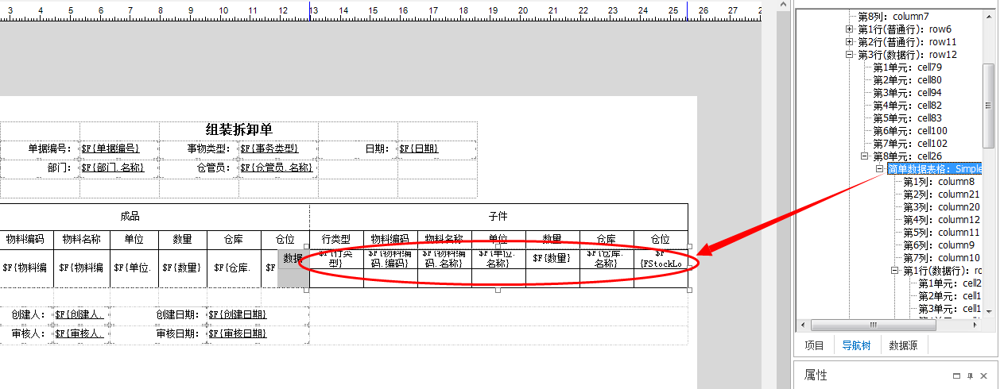 3 4 5 6 7 8 9 10 11 12 13 14 15 16 17 18 19 20 21 22 23 24 25 26 27
组装拆卸单
单据编号： $F{单据编号} 事物类型： $F{事务类型} 日期： $F{日期}
部门： $F{部门.名称} 仓管员： $F{仓管员.名称}
成品 子件
物料编码 物料名称 单位 数量 仓库 仓位 行类型 物料编码 物料名称 单位 数量 仓库 仓位
$F{物料编 $F{物料编 $F{单位. $F{数量} $F{仓库. $F 数据 $F{行类 $F{物料编 $F{物料编 $F{单位. $F{数量} $F{仓库. $F
型} 码.编码} 码.名称} 名称} 名称} {FStockLo
创建人： $F{创建人. 创建日期： $F{创建日期}
审核人： $F{审核人. 审核日期： $F{审核日期}
第8列：column7
第1行(普通行)：row6
第2行(普通行)：row11
第3行(数据行)：row12
第1单元：cell79
第2单元：cell80
第3单元：cell94
第4单元：cell82
第5单元：cell83
第6单元：cell100
第7单元：cell102
第8单元：cell26
简单数据表格：Simple
第1列：column8
第2列：column21
第3列：column20
第4列：column12
第5列：column11
第6列：column9
第7列：column10
第1行(数据行)：row
第1单元：cell2
第2单元：cell1
第3单元：cell1
项目 导航树 数据源
属性